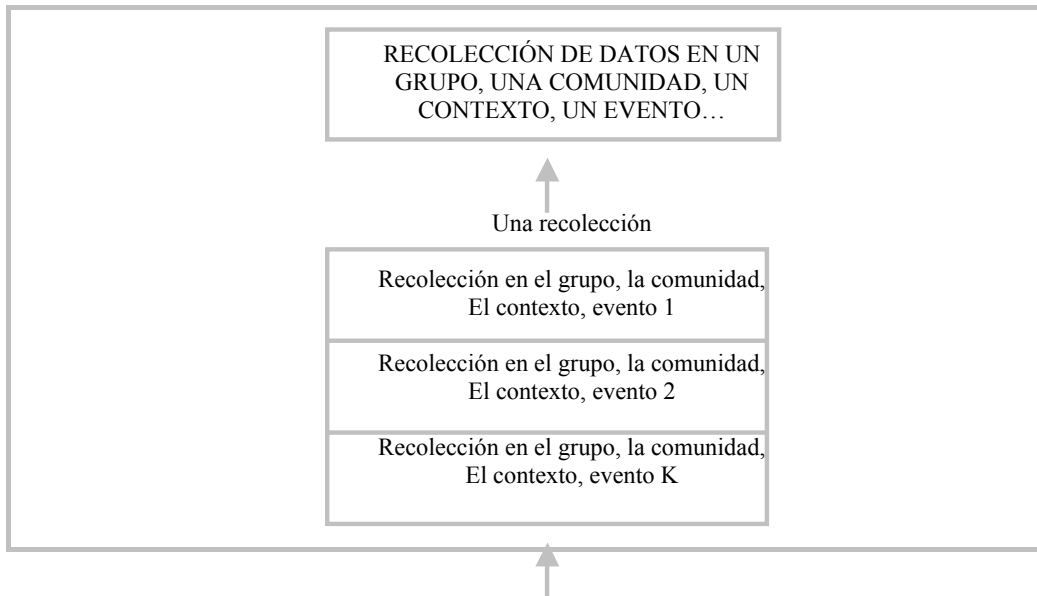 RECOLECCIÓN DE DATOS EN UN
GRUPO, UNA COMUNIDAD, UN
CONTEXTO, UN EVENTO…
Una recolección
Recolección en el grupo, la comunidad,
El contexto, evento 1
Recolección en el grupo, la comunidad,
El contexto, evento 2
Recolección en el grupo, la comunidad,
El contexto, evento K